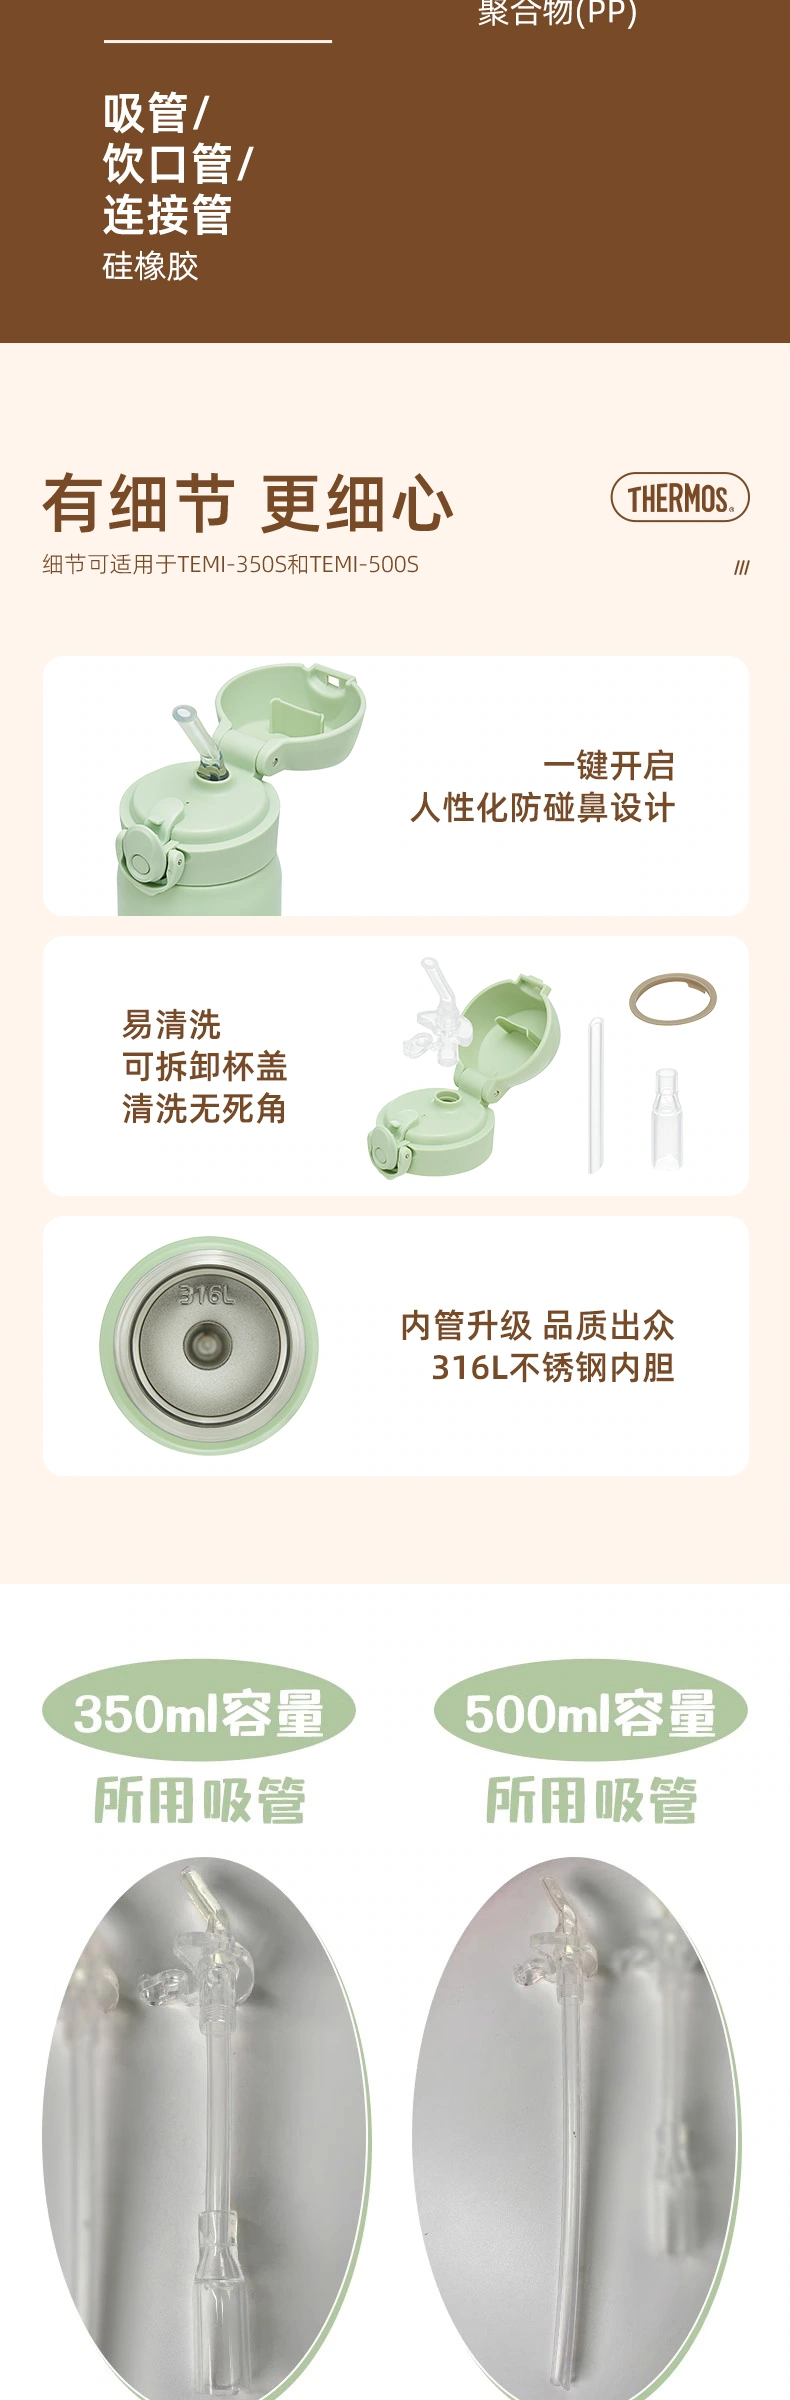 聚合物(PP)
吸管/
饮口管/
连接管
硅橡胶
有细节 更细心
THERMOS®
细节可适用于TEMI-350S和TEMI-500S
一键开启
人性化防碰鼻设计
易清洗
可拆卸杯盖
清洗无死角
316L
内管升级 品质出众
316L不锈钢内胆
350ml容量
所用吸管
500ml容量
所用吸管